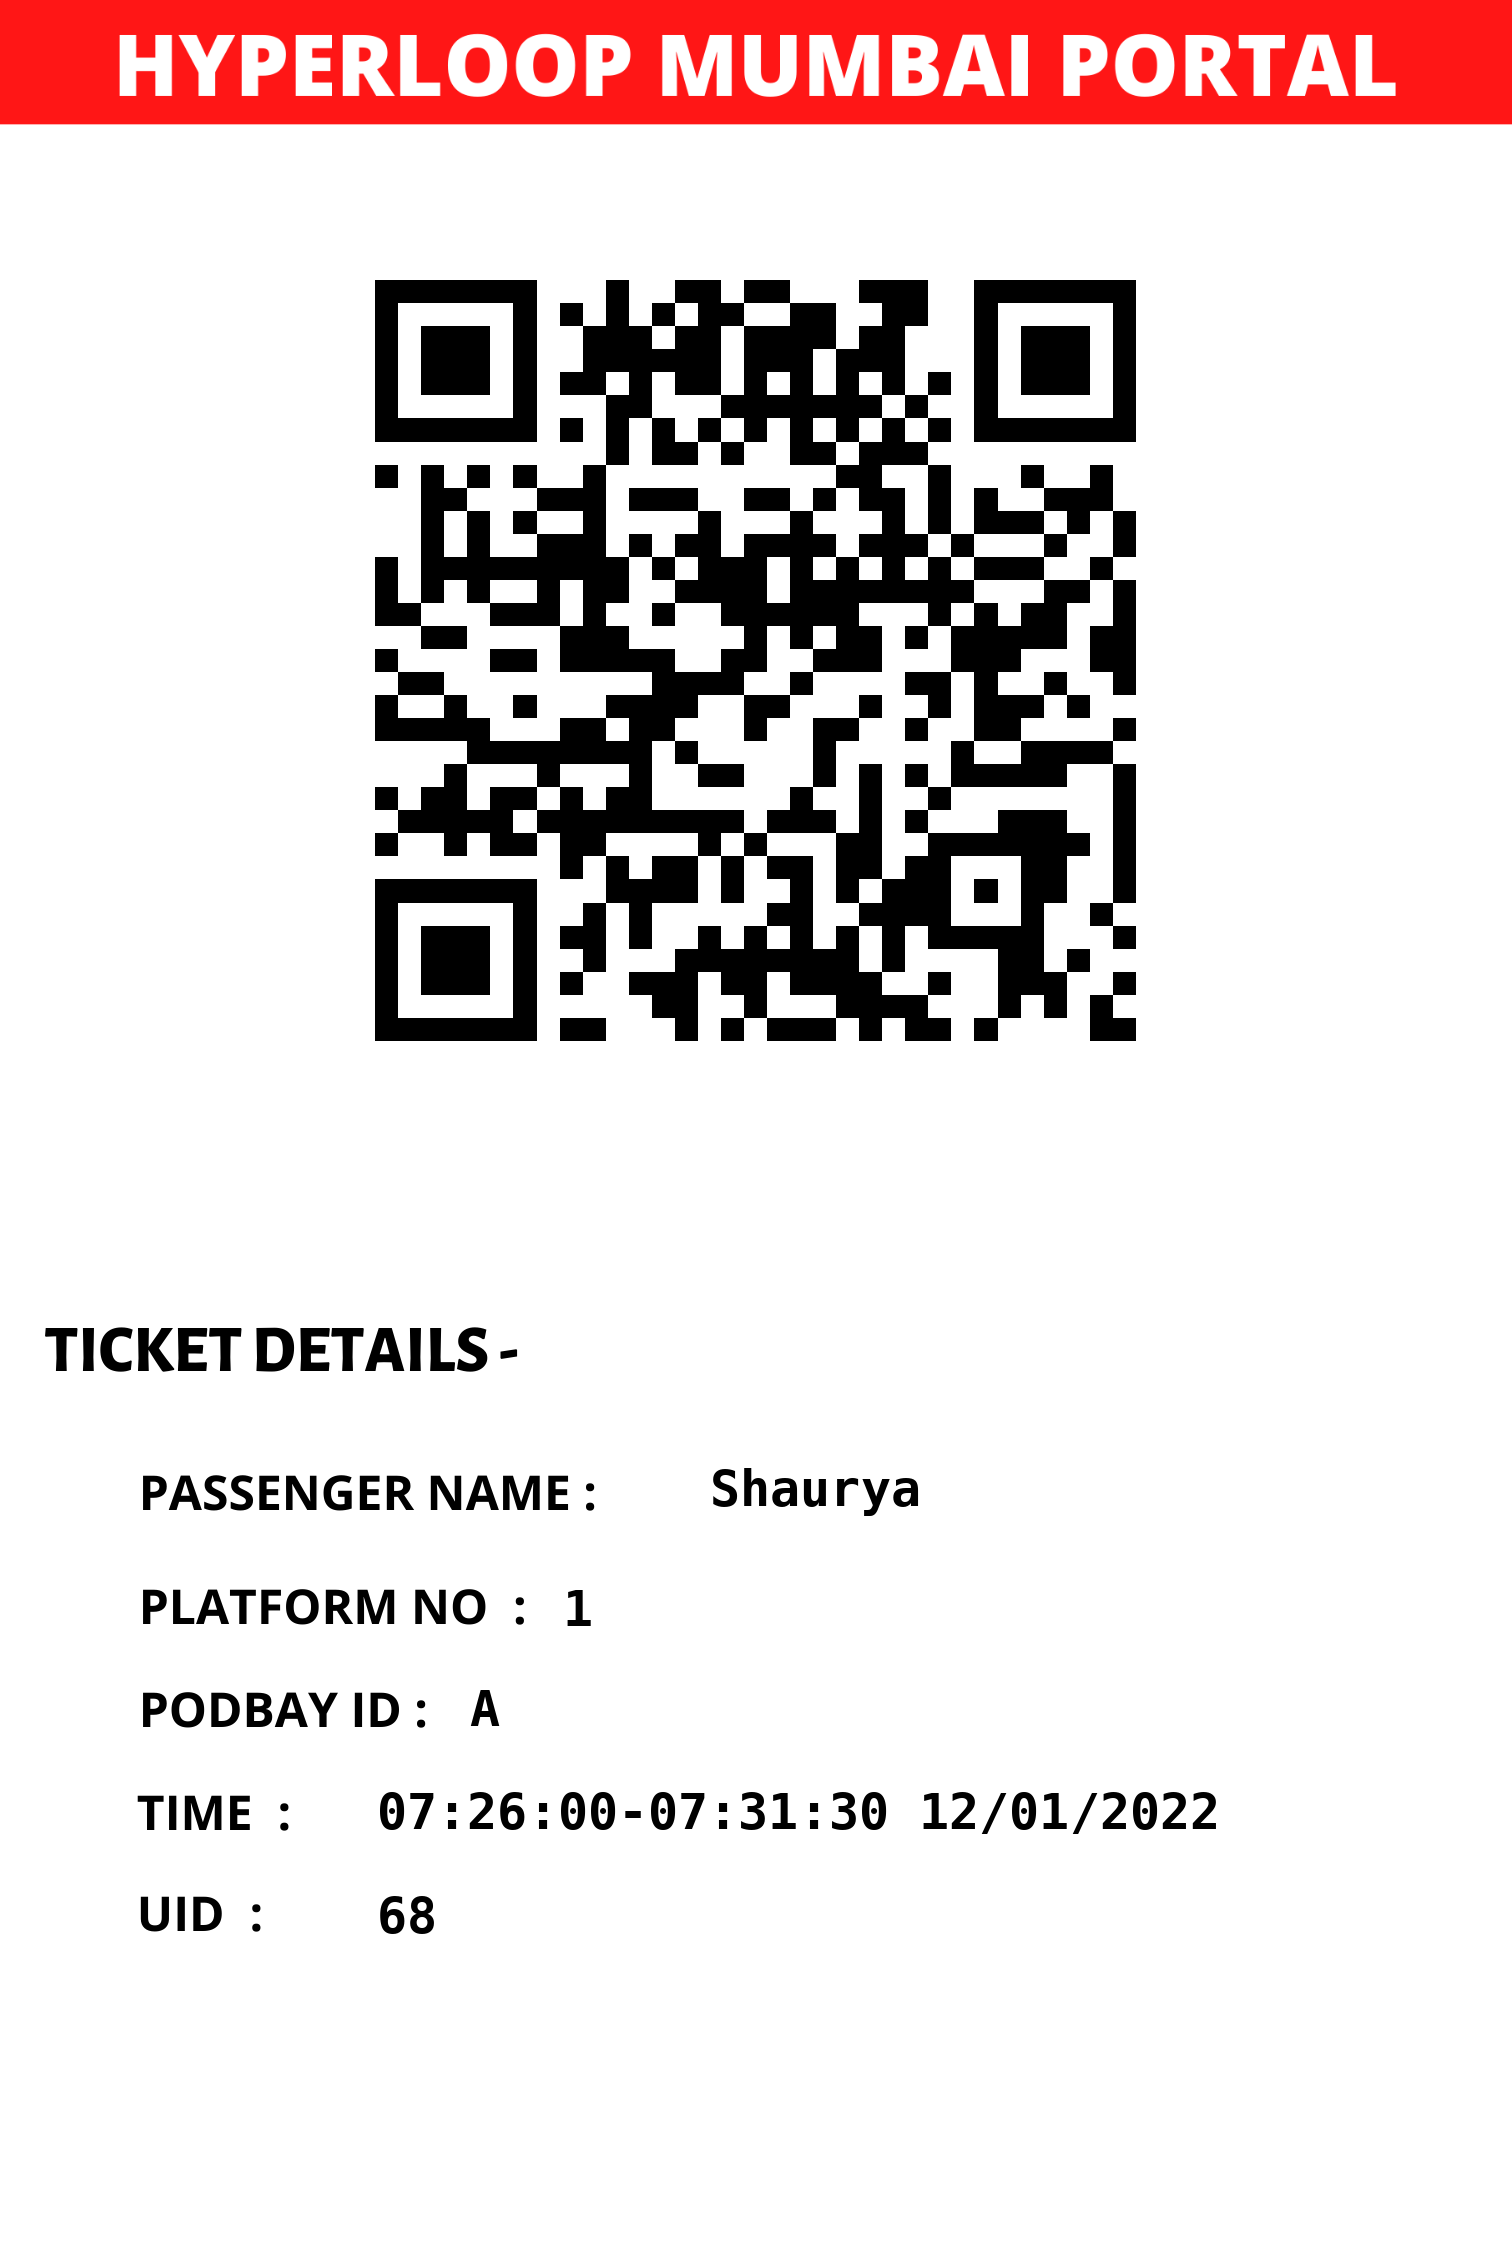 HYPERLOOP MUMBAI PORTAL
TICKET DETAILS -
PASSENGER NAME : Shaurya
PLATFORM NO : 1
PODBAY ID : A
TIME : 07:26:00-07:31:30 12/01/2022
UID : 68